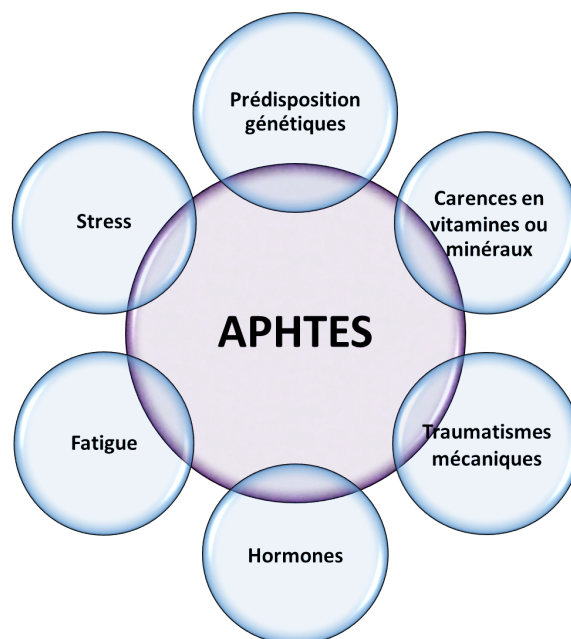 Prédisposition
génétiques
Carences en
vitamines ou
minéraux
Traumatismes
mécaniques
Hormones
Fatigue
Stress
APHTES